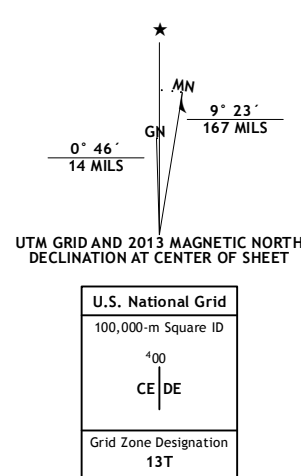 ★
MN
GN
9° 23´
167 MILS
0° 46´
14 MILS
UTM GRID AND 2013 MAGNETIC NORTH
DECLINATION AT CENTER OF SHEET
U.S. National Grid
100,000-m Square ID
⁴00
CE DE
Grid Zone Designation
13T